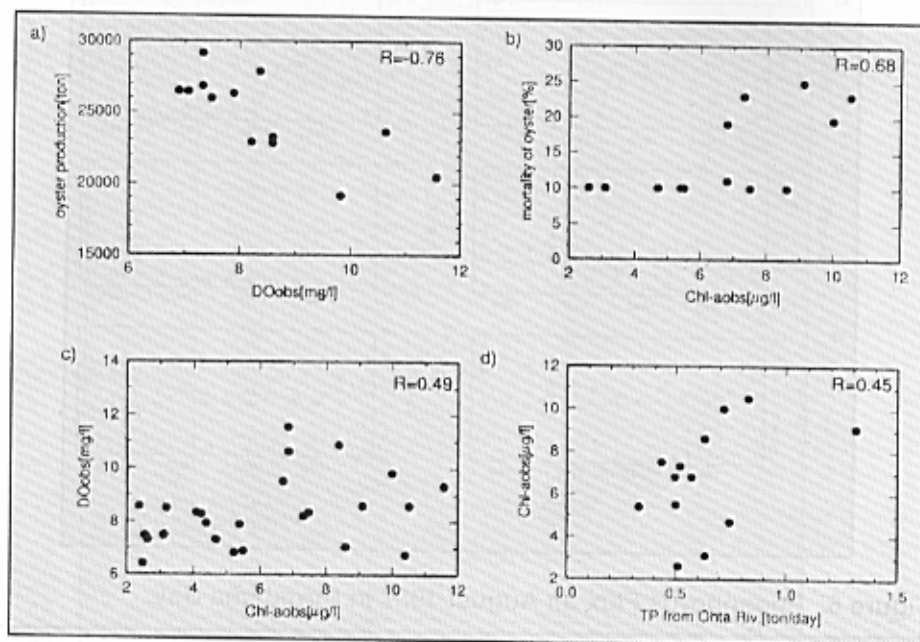 a)
R=-0.76
30000
25000
20000
15000
oyster production[ton]
6 8 10 12
DOobs[mg/l]
b)
R=0.68
30
25
20
15
10
5
0
mortality of oyster[%]
2 4 6 8 10 12
Chl-aobs[μg/l]
c)
R=0.49
14
12
10
8
6
DOobs[mg/l]
2 4 6 8 10 12
Chl-aobs[μg/l]
d)
R=0.45
12
10
8
6
4
2
Chl-aobs[μg/l]
0.0 0.5 1.0 1.5
TP from Ohta Riv [ton/day]